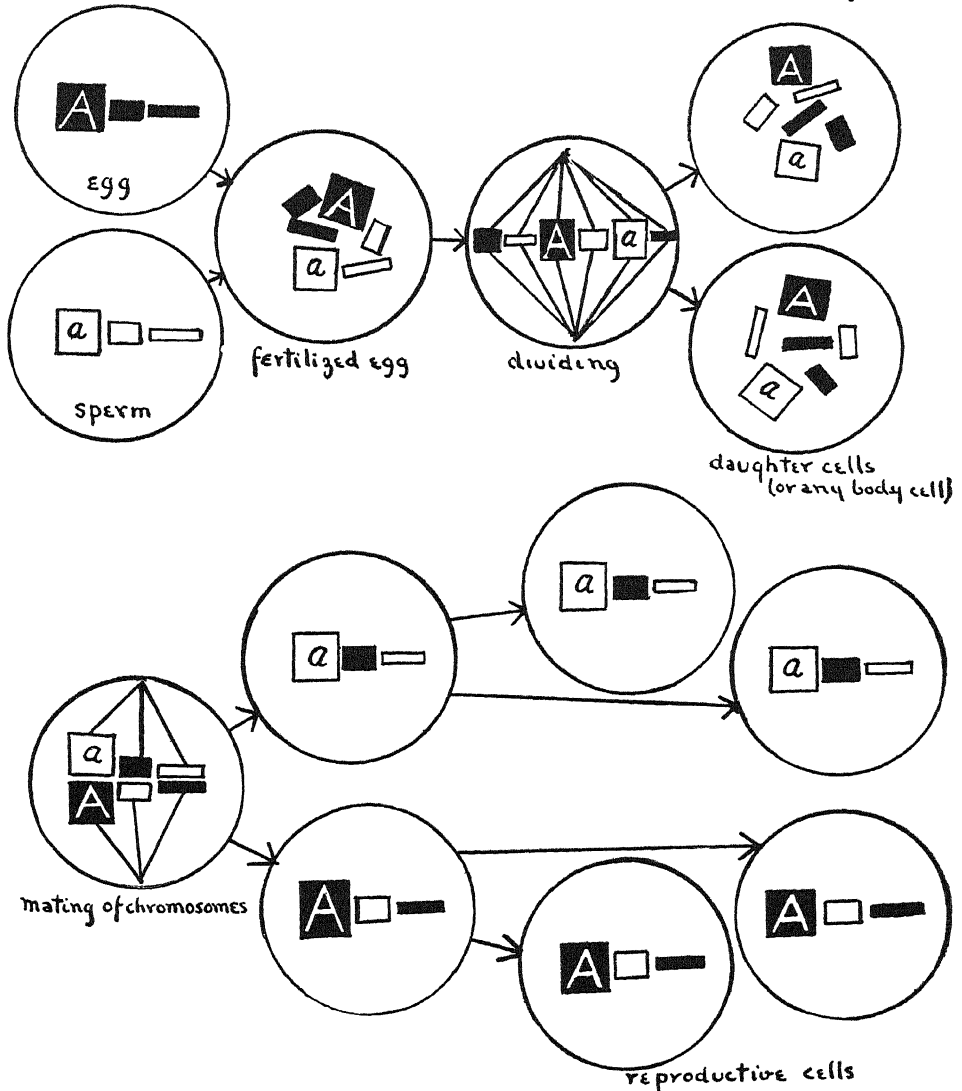 A
A
egg
A
a
a
A
a
sperm
fertilized egg
dividing
A
a
daughter cells
(or any body cell)
a
a
a
a
A
mating of chromosomes
A
A
A
reproductive cells